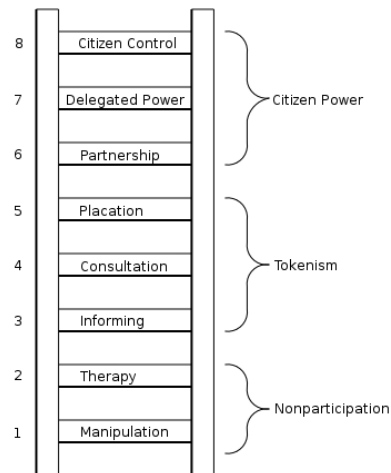 8 Citizen Control
7 Delegated Power
Citizen Power
6 Partnership
5 Placation
4 Consultation
Tokenism
3 Informing
2 Therapy
Nonparticipation
1 Manipulation